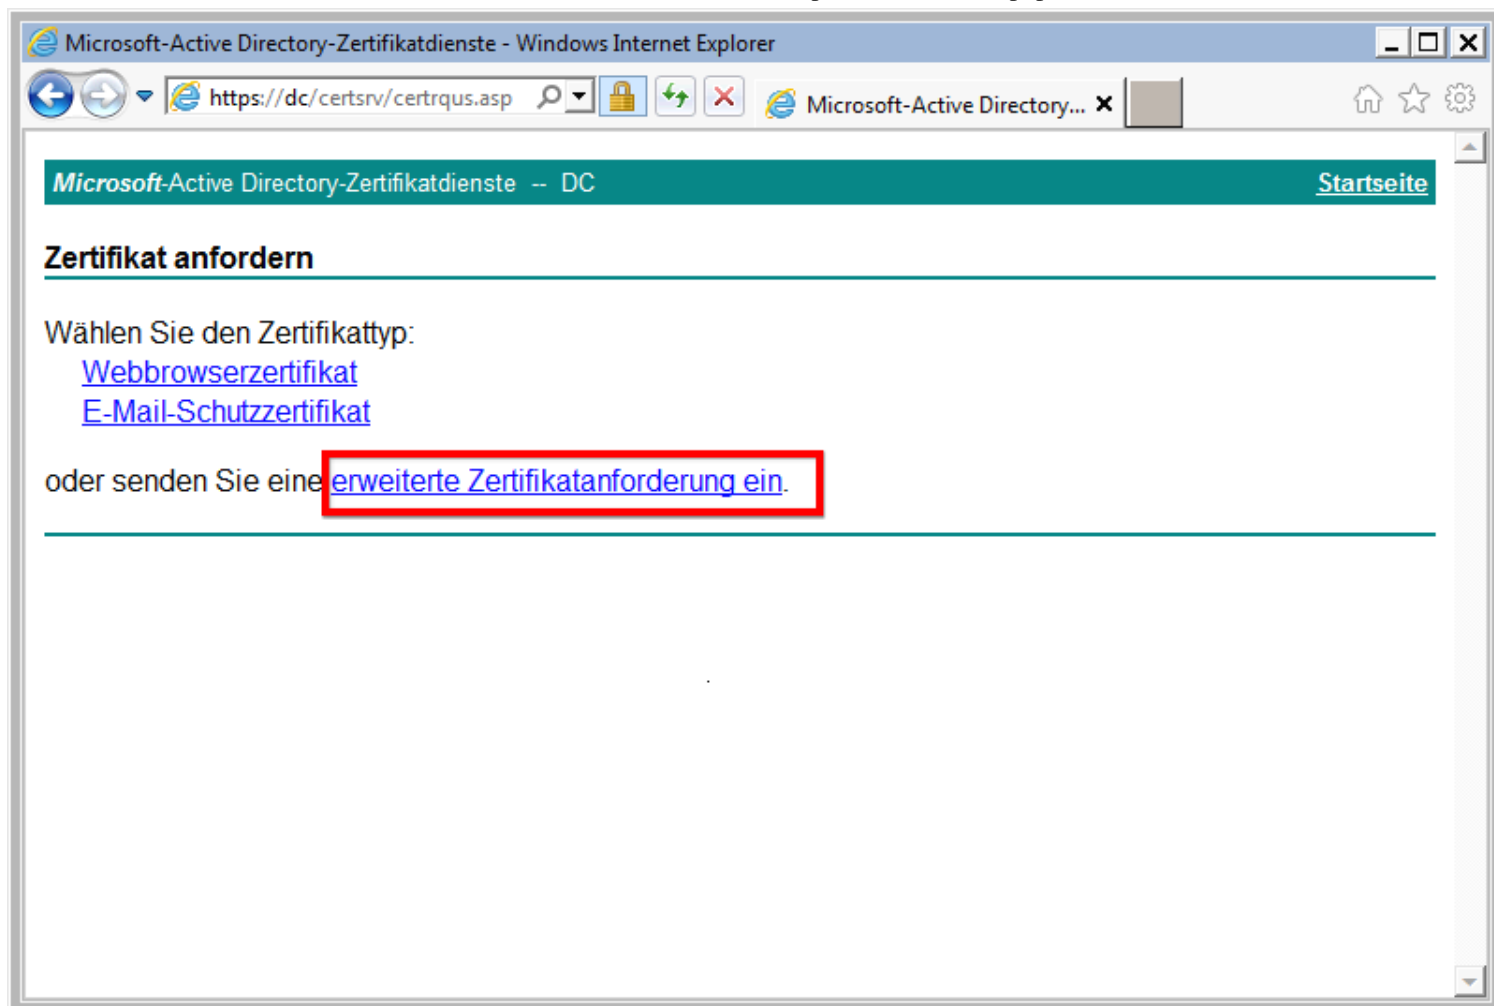 Microsoft-Active Directory-Zertifikatdienste - Windows Internet Explorer
https://dc/certsrv/certrqus.asp
Microsoft-Active Directory...
Microsoft-Active Directory-Zertifikatdienste -- DC
Startseite
Zertifikat anfordern
Wählen Sie den Zertifikattyp:
Webbrowserzertifikat
E-Mail-Schutzzertifikat
oder senden Sie eine erweiterte Zertifikatanforderung ein.